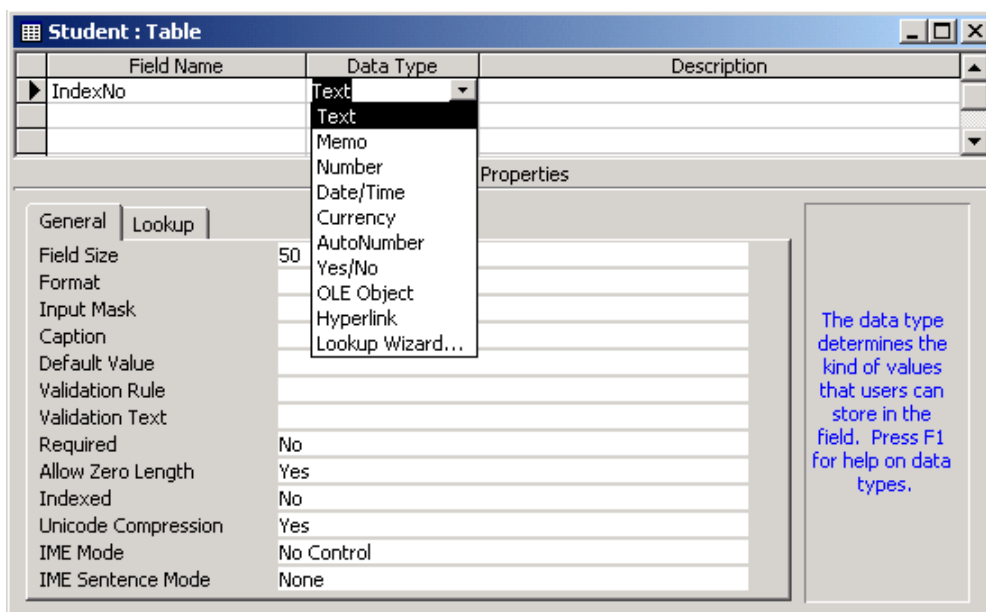 Student : Table
Field Name Data Type Description
IndexNo Text
Text
Memo
Number
Date/Time
Currency
AutoNumber
Yes/No
OLE Object
Hyperlink
Lookup Wizard...
Properties
General Lookup
Field Size 50
Format
Input Mask
Caption
Default Value
Validation Rule
Validation Text
Required No
Allow Zero Length Yes
Indexed No
Unicode Compression Yes
IME Mode No Control
IME Sentence Mode None
The data type
determines the
kind of values
that users can
store in the
field. Press F1
for help on data
types.